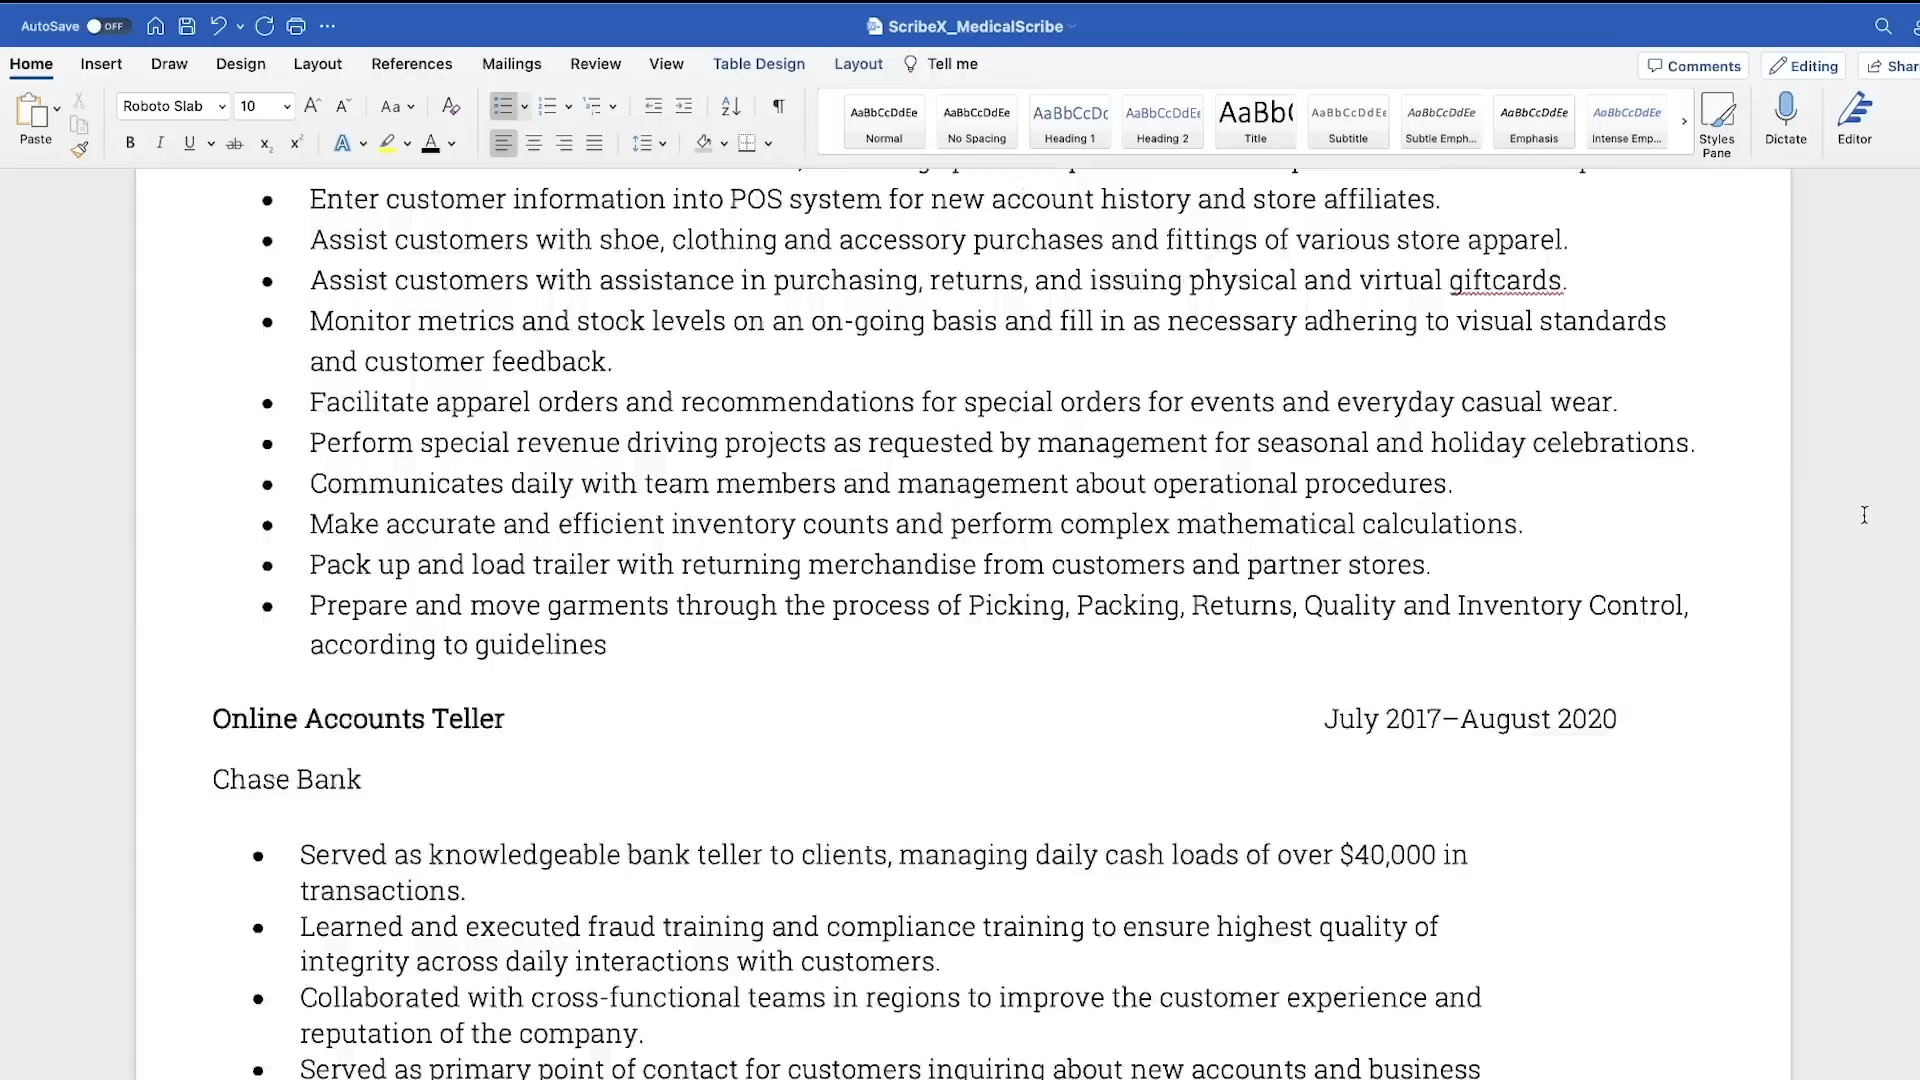 AutoSave OFF ScribeX_MedicalScribe
Home Insert Draw Design Layout References Mailings Review View Table Design Layout Tell me Comments Editing
Paste Roboto Slab 10 Aa
AaBbCcDdEe Normal AaBbCcDdEe No Spacing AaBbCcDc Heading 1 AaBbCcDdEe Heading 2 AaBb( Title AaBbCcDdEe Subtitle AaBbCcDdEe Subtle Emph... AaBbCcDdEe Emphasis AaBbCcDdEe Intense Emp... Styles Pane Dictate Editor
• Enter customer information into POS system for new account history and store affiliates.
• Assist customers with shoe, clothing and accessory purchases and fittings of various store apparel.
• Assist customers with assistance in purchasing, returns, and issuing physical and virtual giftcards.
• Monitor metrics and stock levels on an on-going basis and fill in as necessary adhering to visual standards
and customer feedback.
• Facilitate apparel orders and recommendations for special orders for events and everyday casual wear.
• Perform special revenue driving projects as requested by management for seasonal and holiday celebrations.
• Communicates daily with team members and management about operational procedures.
• Make accurate and efficient inventory counts and perform complex mathematical calculations.
• Pack up and load trailer with returning merchandise from customers and partner stores.
• Prepare and move garments through the process of Picking, Packing, Returns, Quality and Inventory Control,
according to guidelines
Online Accounts Teller July 2017–August 2020
Chase Bank
• Served as knowledgeable bank teller to clients, managing daily cash loads of over $40,000 in
transactions.
• Learned and executed fraud training and compliance training to ensure highest quality of
integrity across daily interactions with customers.
• Collaborated with cross-functional teams in regions to improve the customer experience and
reputation of the company.
• Served as primary point of contact for customers inquiring about new accounts and business